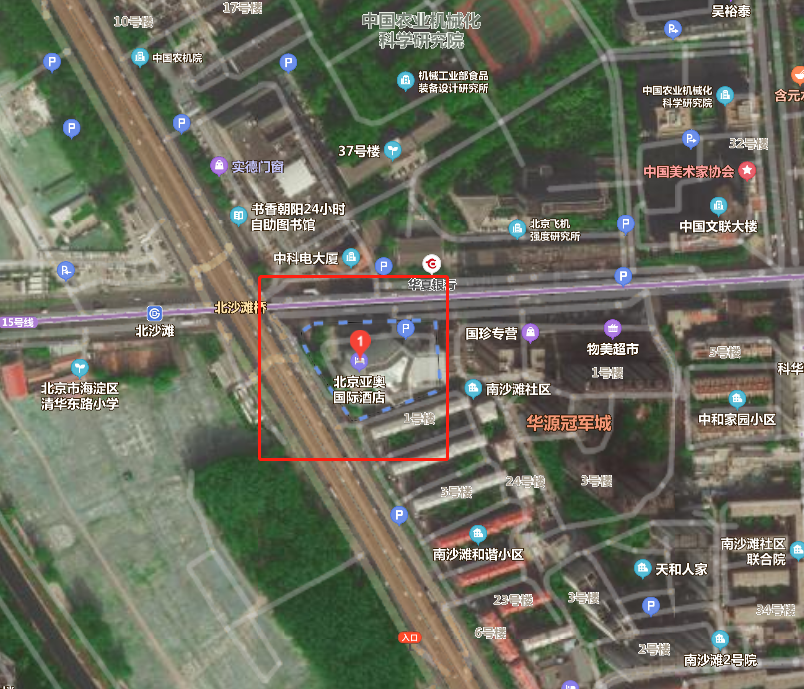 17号楼
10号楼
吴裕泰
中国农业机械化
科学研究院
中国农机院
P
P
机械工业部食品
装备设计研究所
中国农业机械化
科学研究院
含元
P
P
P
32号楼
37号楼
实德门窗
中国美术家协会
书香朝阳24小时
自助图书馆
北京飞机
强度研究所
P
中国文联大楼
中科电大厦
P
P
P
华夏银行
北沙滩桥
15号线
北沙滩
P
1
国珍专营
物美超市
北京市海淀区
清华东路小学
北京亚奥
国际酒店
南沙滩社区
1号楼
3号楼
科华
1号楼
华源冠军城
中和家园小区
24号楼
3号楼
3号楼
P
南沙滩和谐小区
南沙滩社区
联合院
天和人家
23号楼
3号楼
P
34号楼
入口
6号楼
2号楼
南沙滩2号院